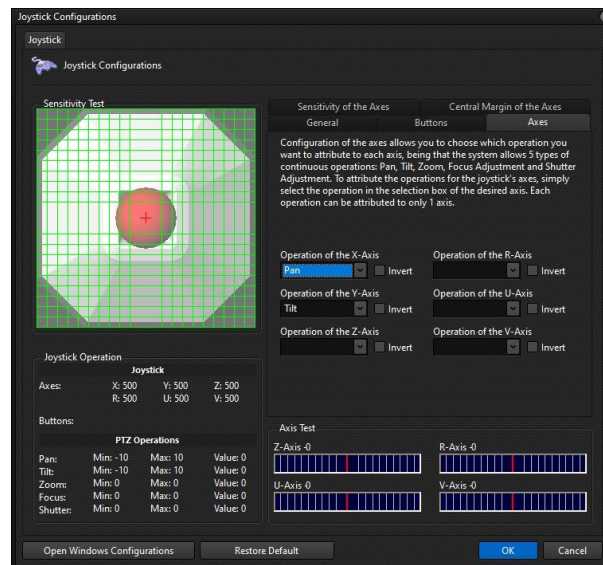 Joystick Configurations
Joystick
Joystick Configurations
Sensitivity Test
Sensitivity of the Axes Central Margin of the Axes
General Buttons Axes
Configuration of the axes allows you to choose which operation you
want to attribute to each axis, being that the system allows 5 types of
continuous operations: Pan, Tilt, Zoom, Focus Adjustment and Shutter
Adjustment. To attribute the operations for the joystick's axes, simply
select the operation in the selection box of the desired axis. Each
operation can be attributed to only 1 axis.
Operation of the X-Axis Operation of the R-Axis
Pan Invert Invert
Operation of the Y-Axis Operation of the U-Axis
Tilt Invert Invert
Operation of the Z-Axis Operation of the V-Axis
Invert Invert
Joystick Operation
Joystick
Axes: X: 500 Y: 500 Z: 500
R: 500 U: 500 V: 500
Buttons:
PTZ Operations
Pan: Min: -10 Max: 10 Value: 0
Tilt: Min: -10 Max: 10 Value: 0
Zoom: Min: 0 Max: 0 Value: 0
Focus: Min: 0 Max: 0 Value: 0
Shutter: Min: 0 Max: 0 Value: 0
Axis Test
Z-Axis -0 R-Axis -0
U-Axis -0 V-Axis -0
Open Windows Configurations Restore Default OK Cancel